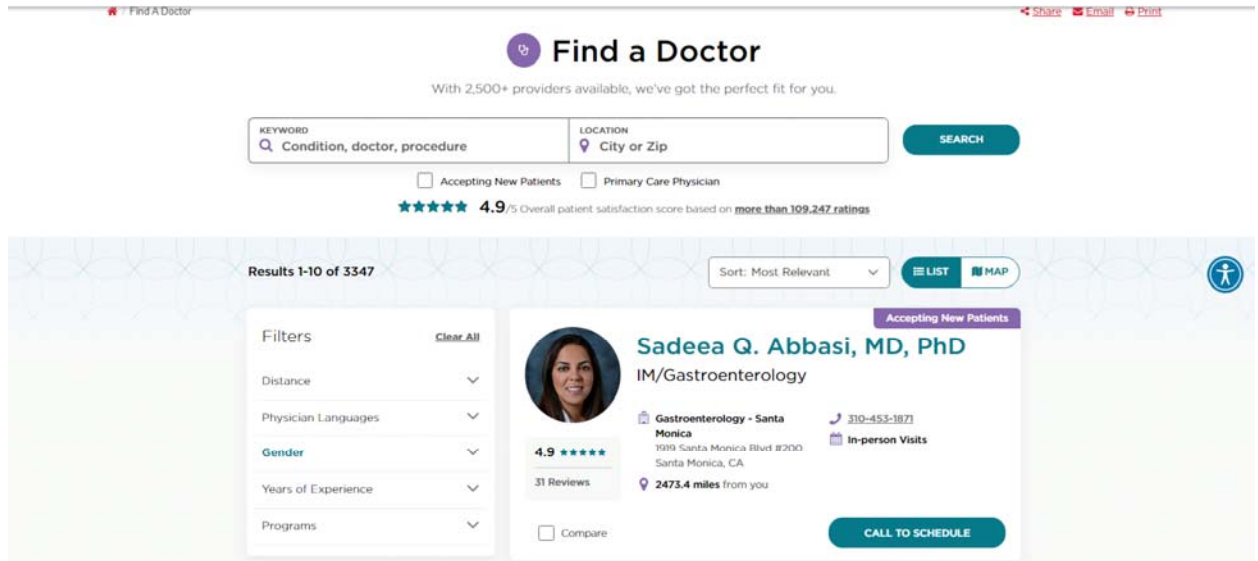 / Find A Doctor
Share Email Print
Find a Doctor
With 2,500+ providers available, we've got the perfect fit for you.
KEYWORD
Condition, doctor, procedure
LOCATION
City or Zip
SEARCH
Accepting New Patients
Primary Care Physician
4.9/5 Overall patient satisfaction score based on more than 109,247 ratings
Results 1-10 of 3347
Sort: Most Relevant
LIST
MAP
Filters
Clear All
Distance
Physician Languages
Gender
Years of Experience
Programs
Accepting New Patients
Sadeea Q. Abbasi, MD, PhD
IM/Gastroenterology
4.9
31 Reviews
Gastroenterology - Santa
Monica
1919 Santa Monica Blvd #200
Santa Monica, CA
2473.4 miles from you
310-453-1871
In-person Visits
Compare
CALL TO SCHEDULE